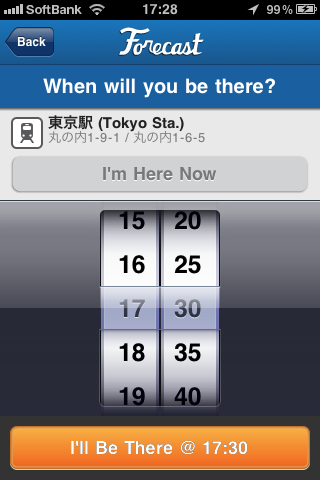 SoftBank 17:28 99%
Back
Forecast
When will you be there?
東京駅 (Tokyo Sta.)
丸の内1-9-1 / 丸の内1-6-5
I'm Here Now
15 20
16 25
17 30
18 35
19 40
I'll Be There @ 17:30